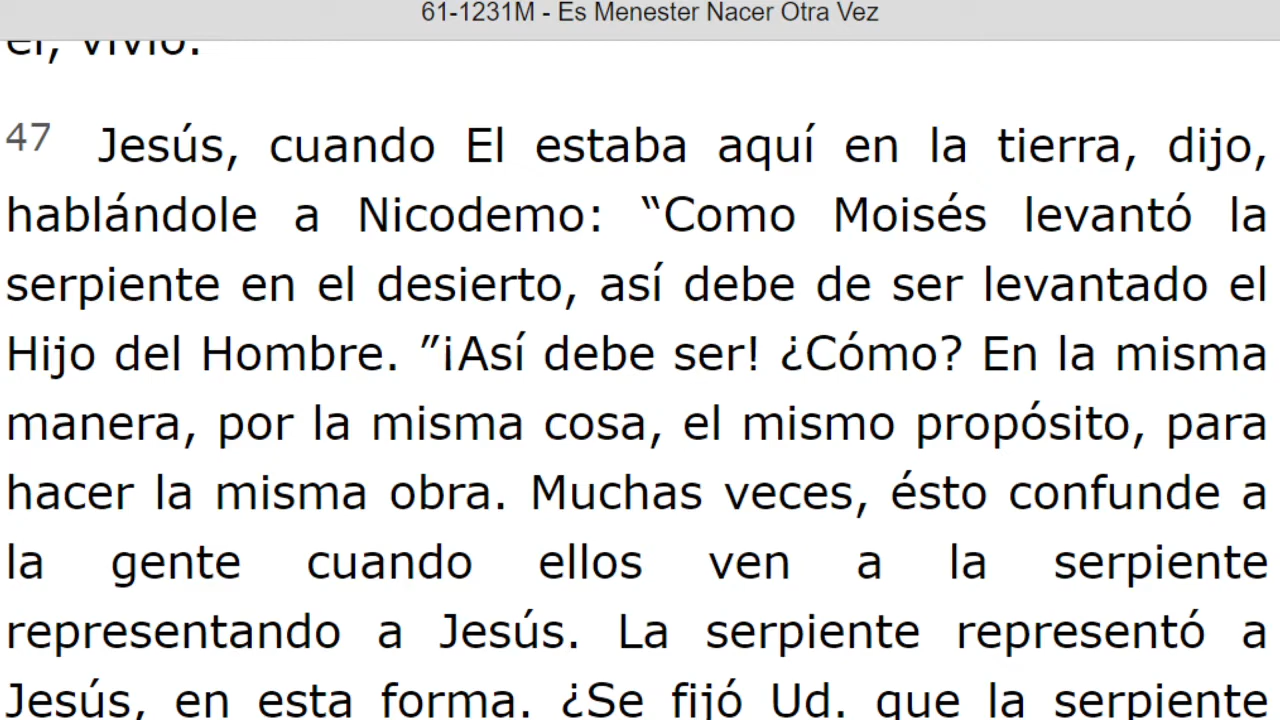 61-1231M - Es Menester Nacer Otra Vez
él, vivió.
47 Jesús, cuando El estaba aquí en la tierra, dijo,
hablándole a Nicodemo: “Como Moisés levantó la
serpiente en el desierto, así debe de ser levantado el
Hijo del Hombre. ”¡Así debe ser! ¿Cómo? En la misma
manera, por la misma cosa, el mismo propósito, para
hacer la misma obra. Muchas veces, ésto confunde a
la gente cuando ellos ven a la serpiente
representando a Jesús. La serpiente representó a
Jesús, en esta forma. ¿Se fijó Ud. que la serpiente